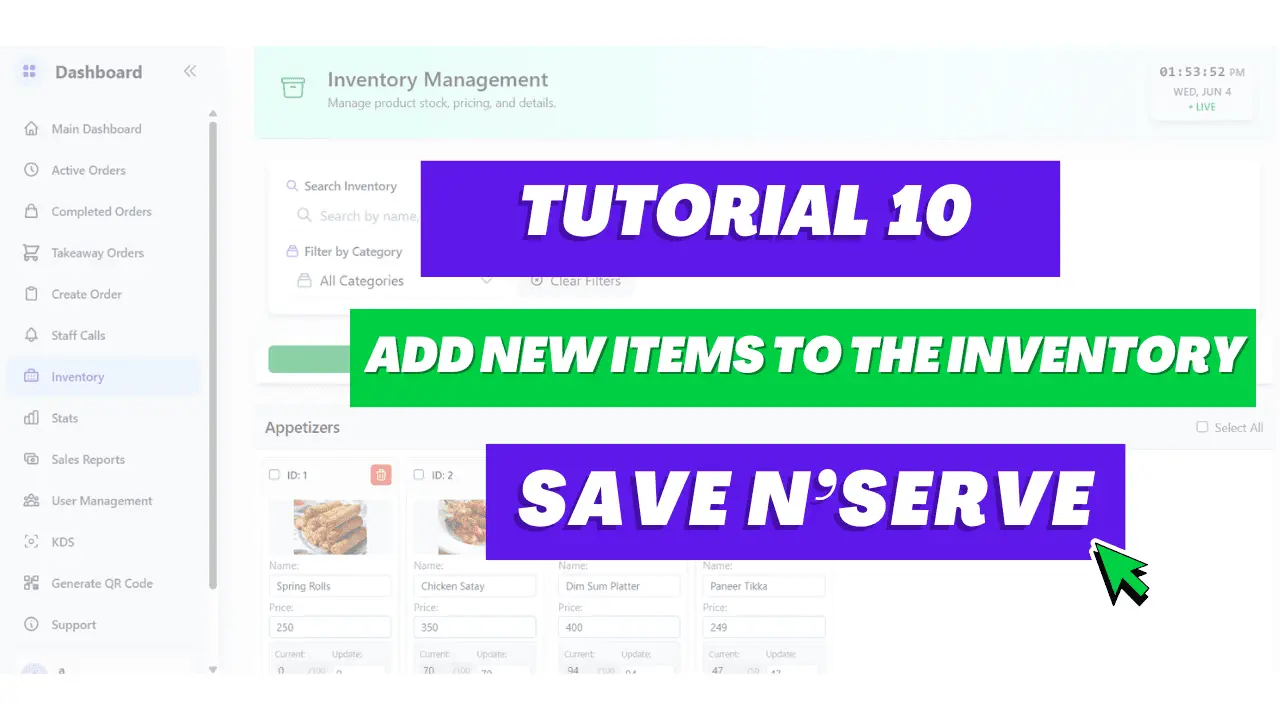 Dashboard
Main Dashboard
Active Orders
Completed Orders
Takeaway Orders
Create Order
Staff Calls
Inventory
Stats
Sales Reports
User Management
KDS
Generate QR Code
Support
a
Inventory Management
Manage product stock, pricing, and details.
01:53:52 PM
WED, JUN 4
• LIVE
Search Inventory
Search by name,
Filter by Category
All Categories
Clear Filters
TUTORIAL 10
ADD NEW ITEMS TO THE INVENTORY
SAVE N’SERVE
Appetizers
Select All
ID: 1
ID: 2
Name: Name: Name: Name:
Spring Rolls Chicken Satay Dim Sum Platter Paneer Tikka
Price: Price: Price: Price:
250 350 400 249
Current: Update: Current: Update: Current: Update: Current: Update:
0 /100 0 70 /100 70 94 /100 94 47 /50 47